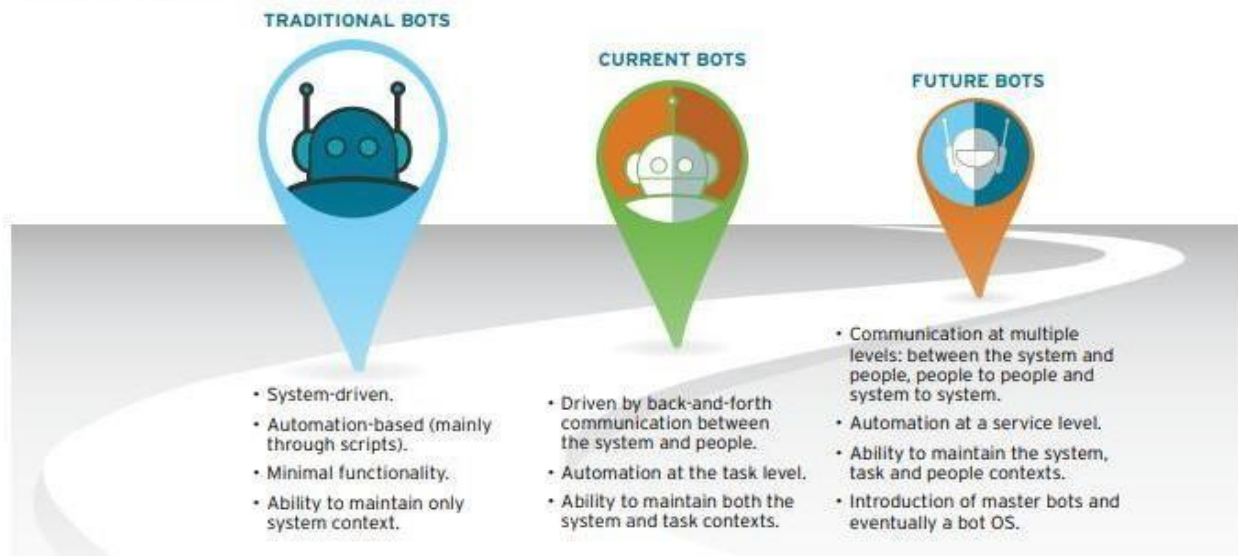 TRADITIONAL BOTS
• System-driven.
• Automation-based (mainly
through scripts).
• Minimal functionality.
• Ability to maintain only
system context.
CURRENT BOTS
• Driven by back-and-forth
communication between
the system and people.
• Automation at the task level.
• Ability to maintain both the
system and task contexts.
FUTURE BOTS
• Communication at multiple
levels: between the system and
people, people to people and
system to system.
• Automation at a service level.
• Ability to maintain the system,
task and people contexts.
• Introduction of master bots and
eventually a bot OS.